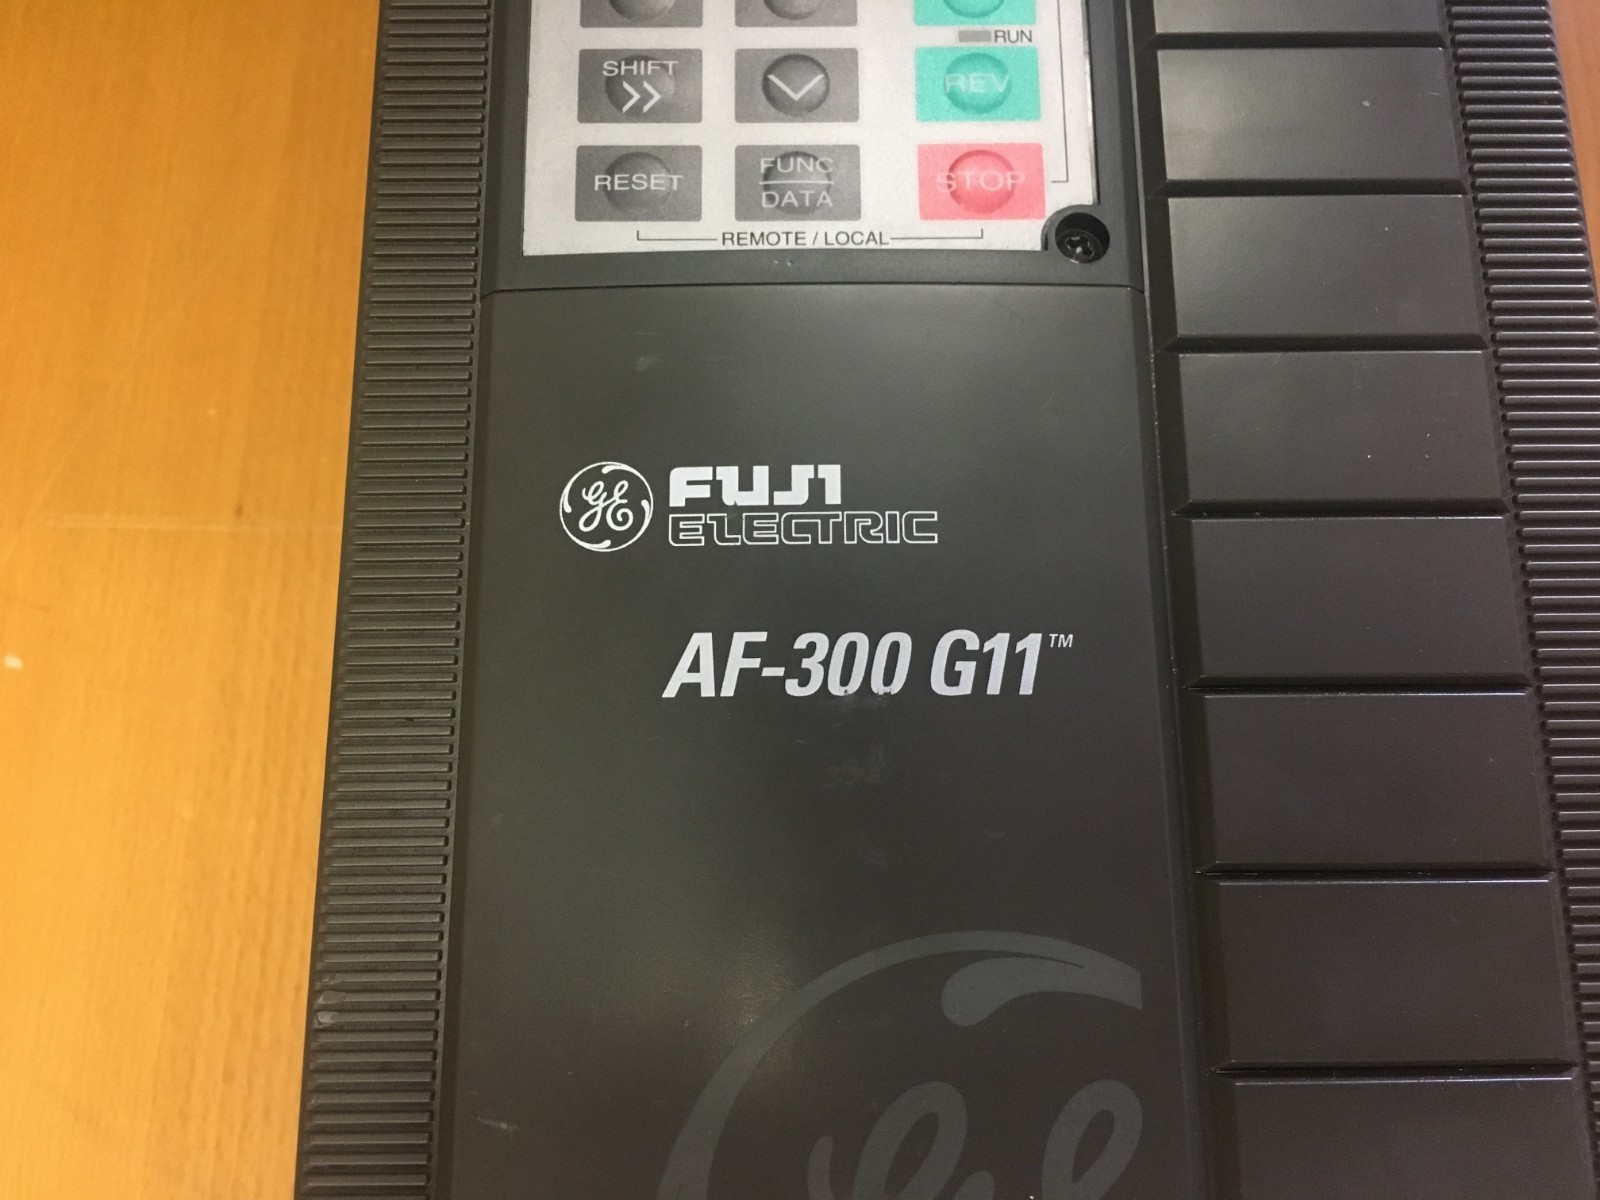 RUN
SHIFT
REV
RESET
FUNC
DATA
STOP
REMOTE / LOCAL
GE
FUJI
ELECTRIC
AF-300 G11™